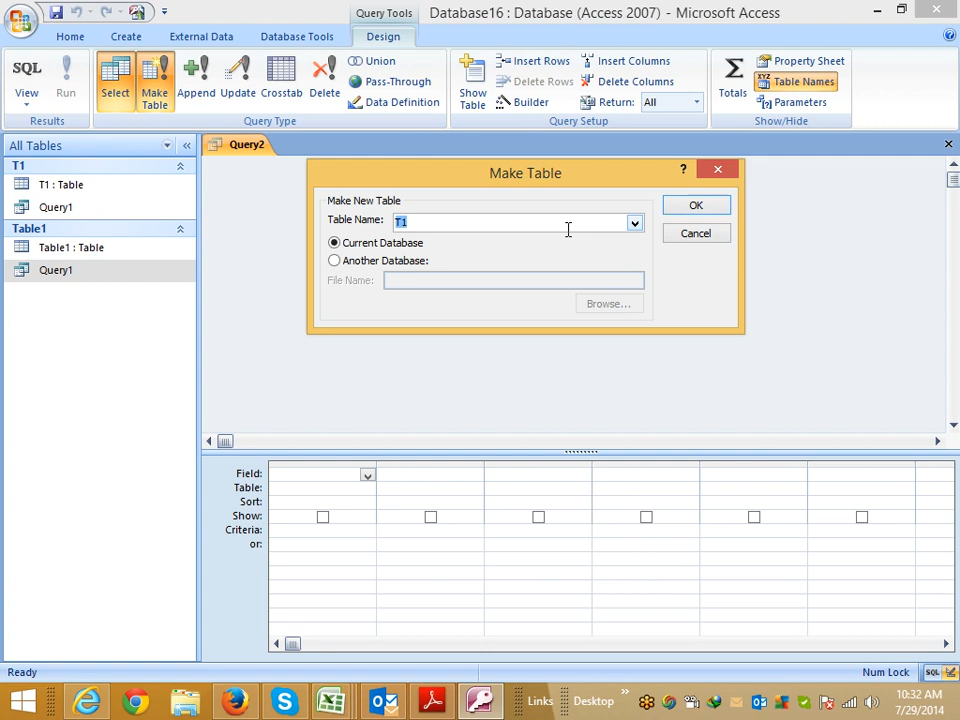 Query Tools
Database16 : Database (Access 2007) - Microsoft Access
Home
Create
External Data
Database Tools
Design
SQL
View
Run
Results
Select
Make Table
Append
Update
Crosstab
Delete
Union
Pass-Through
Data Definition
Query Type
Show Table
Insert Rows
Delete Rows
Builder
Insert Columns
Delete Columns
Return: All
Query Setup
Σ
Totals
Property Sheet
XYZ
Table Names
Parameters
Show/Hide
All Tables
T1
T1 : Table
Query1
Table1
Table1 : Table
Query1
Query2
Make Table
?
Make New Table
Table Name: T1
Current Database
Another Database:
File Name:
Browse...
OK
Cancel
Field:
Table:
Sort:
Show:
Criteria:
or:
Ready
Num Lock
SQL
Links
Desktop
10:32 AM
7/29/2014